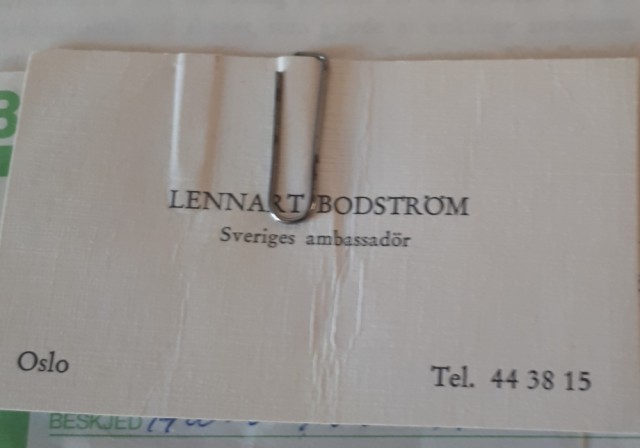 LENNART BODSTRÖM
Sveriges ambassadör
Oslo
Tel. 44 38 15
BESKJED